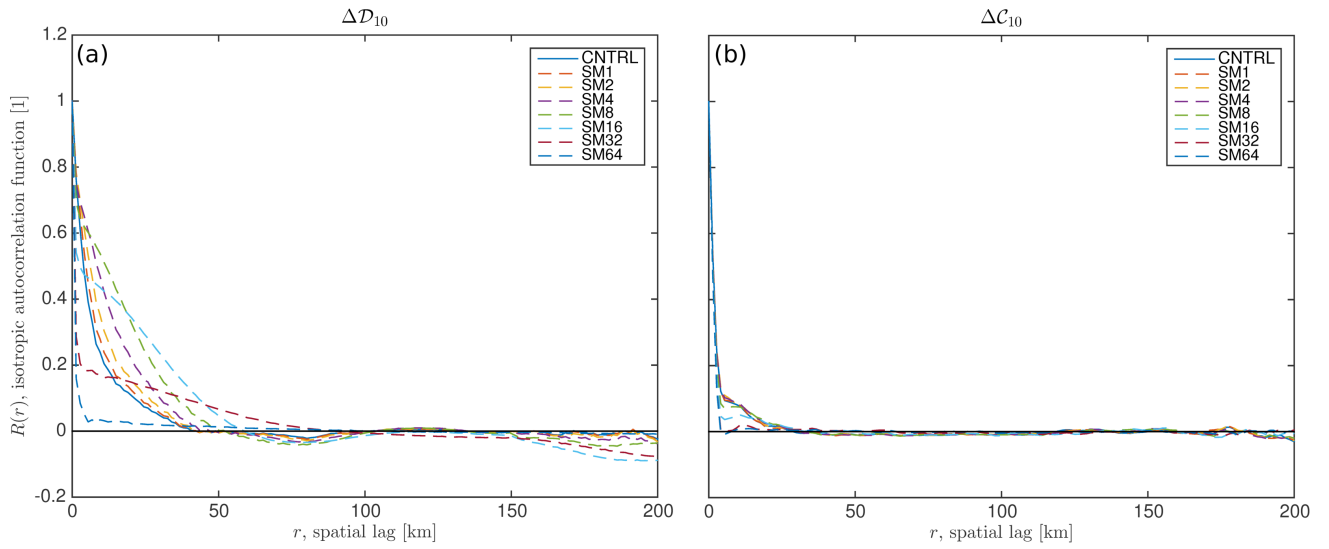 Δ𝒟₁₀
(a)
R(r), isotropic autocorrelation function [1]
1.2
1
0.8
0.6
0.4
0.2
0
-0.2
CNTRL
SM1
SM2
SM4
SM8
SM16
SM32
SM64
0 50 100 150 200
r, spatial lag [km]
Δ𝒞₁₀
(b)
CNTRL
SM1
SM2
SM4
SM8
SM16
SM32
SM64
0 50 100 150 200
r, spatial lag [km]